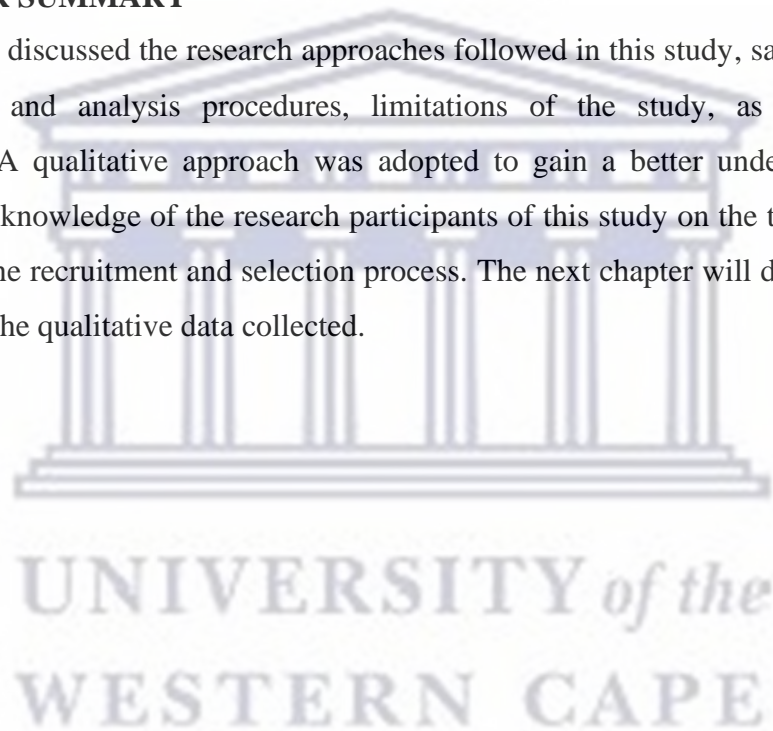 SUMMARY
discussed the research approaches followed in this study, sa
and analysis procedures, limitations of the study, as
A qualitative approach was adopted to gain a better unde
knowledge of the research participants of this study on the t
he recruitment and selection process. The next chapter will d
he qualitative data collected.
UNIVERSITY of the
WESTERN CAPE